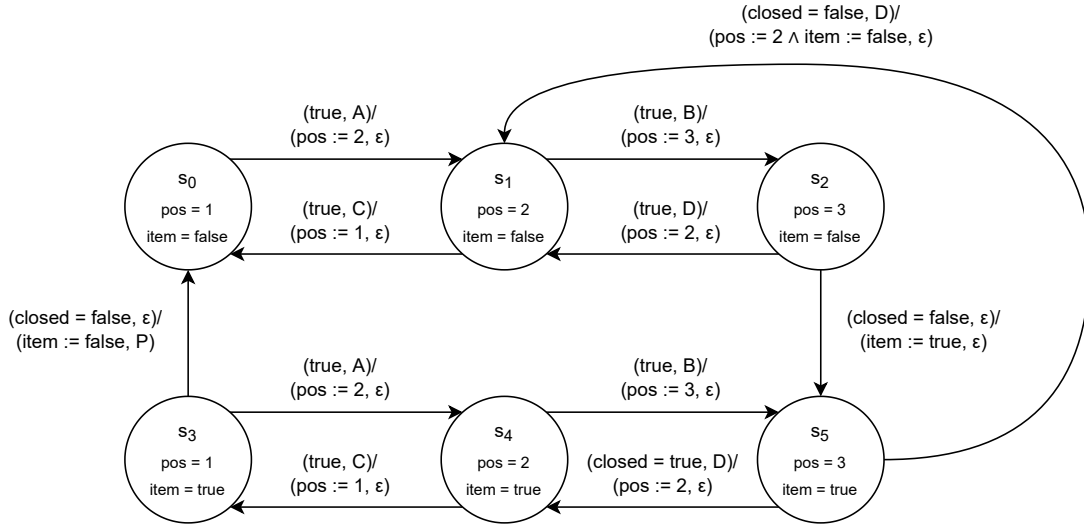 (closed = false, D)/
(pos := 2 ∧ item := false, ε)
(true, A)/
(pos := 2, ε)
(true, B)/
(pos := 3, ε)
s0
pos = 1
item = false
s1
pos = 2
item = false
s2
pos = 3
item = false
(true, C)/
(pos := 1, ε)
(true, D)/
(pos := 2, ε)
(closed = false, ε)/
(item := false, P)
(closed = false, ε)/
(item := true, ε)
(true, A)/
(pos := 2, ε)
(true, B)/
(pos := 3, ε)
s3
pos = 1
item = true
s4
pos = 2
item = true
s5
pos = 3
item = true
(true, C)/
(pos := 1, ε)
(closed = true, D)/
(pos := 2, ε)